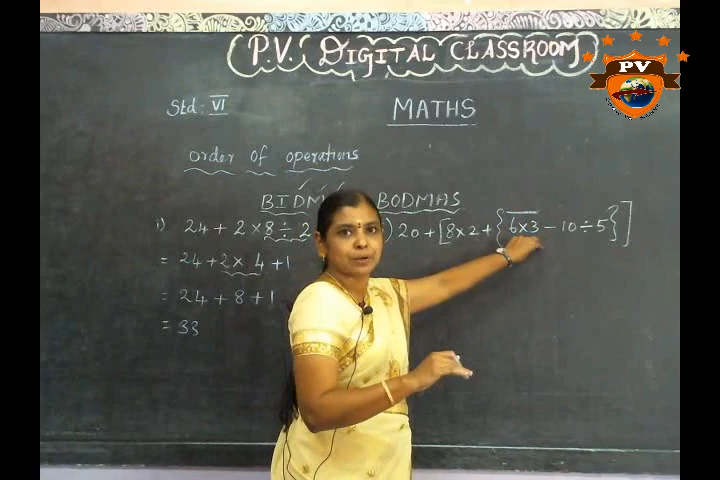 P.V. DIGITAL CLASSROOM
PV
Std: VI
MATHS
order of operations
BODMAS
i) 24 + 2 × 8 ÷ 2
) 20 + [8 × 2 + {6 × 3 - 10 ÷ 5}]
= 24 + 2 × 4 + 1
= 24 + 8 + 1
= 33